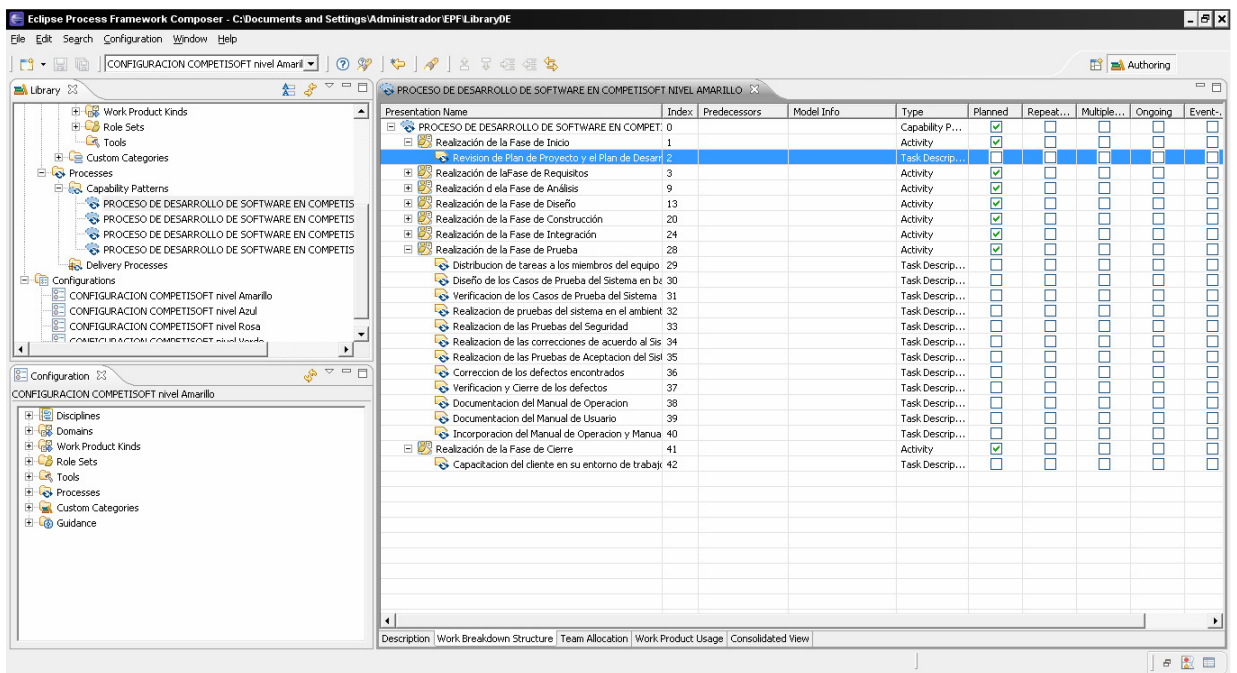 Eclipse Process Framework Composer - C:\Documents and Settings\Administrador\EPF\LibraryDE
File Edit Search Configuration Window Help
CONFIGURACION COMPETISOFT nivel Amaril
Authoring
Library
Work Product Kinds
Role Sets
Tools
Custom Categories
Processes
Capability Patterns
PROCESO DE DESARROLLO DE SOFTWARE EN COMPETIS
PROCESO DE DESARROLLO DE SOFTWARE EN COMPETIS
PROCESO DE DESARROLLO DE SOFTWARE EN COMPETIS
PROCESO DE DESARROLLO DE SOFTWARE EN COMPETIS
Delivery Processes
Configurations
CONFIGURACION COMPETISOFT nivel Amarillo
CONFIGURACION COMPETISOFT nivel Azul
CONFIGURACION COMPETISOFT nivel Rosa
CONFIGURACION COMPETISOFT nivel Verde
Configuration
CONFIGURACION COMPETISOFT nivel Amarillo
Disciplines
Domains
Work Product Kinds
Role Sets
Tools
Processes
Custom Categories
Guidance
PROCESO DE DESARROLLO DE SOFTWARE EN COMPETISOFT NIVEL AMARILLO
Presentation Name Index Predecessors Model Info Type Planned Repeat... Multiple... Ongoing Event-.
PROCESO DE DESARROLLO DE SOFTWARE EN COMPET. 0 Capability P...
Realización de la Fase de Inicio 1 Activity
Revision de Plan de Proyecto y el Plan de Desarr 2 Task Descrip...
Realización de laFase de Requisitos 3 Activity
Realización d ela Fase de Análisis 9 Activity
Realización de la Fase de Diseño 13 Activity
Realización de la Fase de Construcción 20 Activity
Realización de la Fase de Integración 24 Activity
Realización de la Fase de Prueba 28 Activity
Distribucion de tareas a los miembros del equipo 29 Task Descrip...
Diseño de los Casos de Prueba del Sistema en ba 30 Task Descrip...
Verificacion de los Casos de Prueba del Sistema 31 Task Descrip...
Realizacion de pruebas del sistema en el ambient 32 Task Descrip...
Realizacion de las Pruebas del Seguridad 33 Task Descrip...
Realizacion de las correcciones de acuerdo al Sis 34 Task Descrip...
Realizacion de las Pruebas de Aceptacion del Sist 35 Task Descrip...
Correccion de los defectos encontrados 36 Task Descrip...
Verificacion y Cierre de los defectos 37 Task Descrip...
Documentacion del Manual de Operacion 38 Task Descrip...
Documentacion del Manual de Usuario 39 Task Descrip...
Incorporacion del Manual de Operacion y Manua 40 Task Descrip...
Realización de la Fase de Cierre 41 Activity
Capacitacion del cliente en su entorno de trabajo 42 Task Descrip...
Description Work Breakdown Structure Team Allocation Work Product Usage Consolidated View